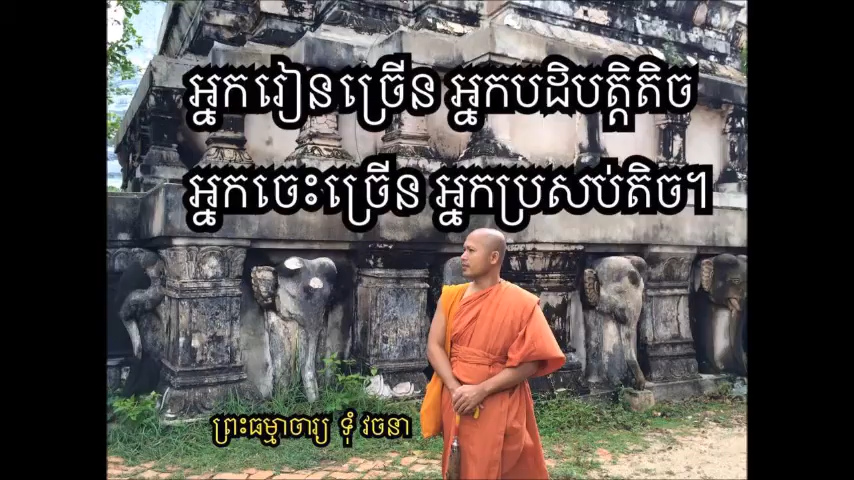 អ្នករៀនច្រើន អ្នកបដិបត្តិតិច
អ្នកចេះច្រើន អ្នកប្រសប់តិច។
ព្រះធម្មាចារ្យ ទុំ វចនា